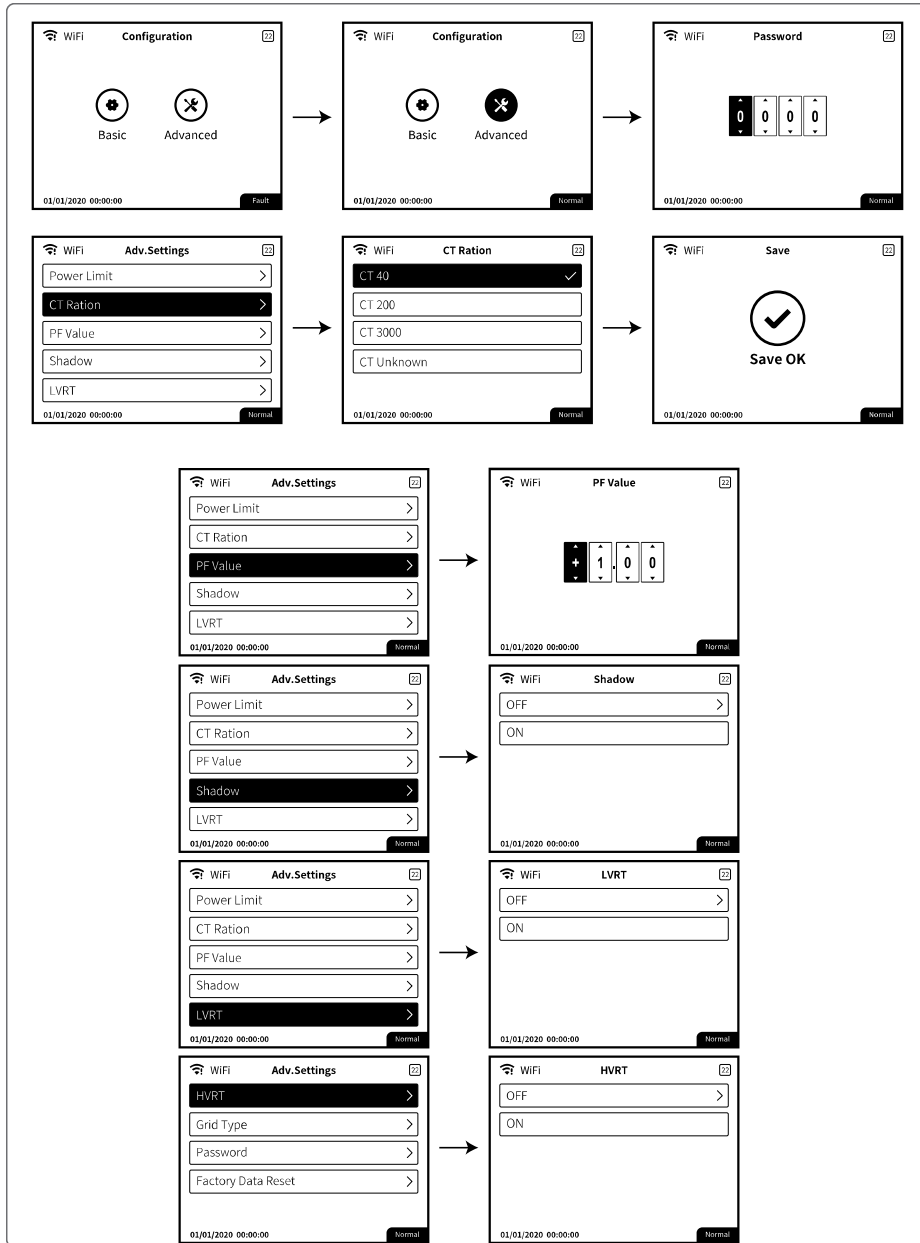 WiFi Configuration 22
Basic Advanced
01/01/2020 00:00:00 Fault
WiFi Configuration 22
Basic Advanced
01/01/2020 00:00:00 Normal
WiFi Password 22
0 0 0 0
01/01/2020 00:00:00 Normal
WiFi Adv.Settings 22
Power Limit
CT Ration
PF Value
Shadow
LVRT
01/01/2020 00:00:00 Normal
WiFi CT Ration 22
CT 40
CT 200
CT 3000
CT Unknown
01/01/2020 00:00:00 Normal
WiFi Save 22
Save OK
01/01/2020 00:00:00 Normal
WiFi Adv.Settings 22
Power Limit
CT Ration
PF Value
Shadow
LVRT
01/01/2020 00:00:00 Normal
WiFi PF Value 22
+ 1 . 0 0
01/01/2020 00:00:00 Normal
WiFi Adv.Settings 22
Power Limit
CT Ration
PF Value
Shadow
LVRT
01/01/2020 00:00:00 Normal
WiFi Shadow 22
OFF
ON
01/01/2020 00:00:00 Normal
WiFi Adv.Settings 22
Power Limit
CT Ration
PF Value
Shadow
LVRT
01/01/2020 00:00:00 Normal
WiFi LVRT 22
OFF
ON
01/01/2020 00:00:00 Normal
WiFi Adv.Settings 22
HVRT
Grid Type
Password
Factory Data Reset
01/01/2020 00:00:00 Normal
WiFi HVRT 22
OFF
ON
01/01/2020 00:00:00 Normal